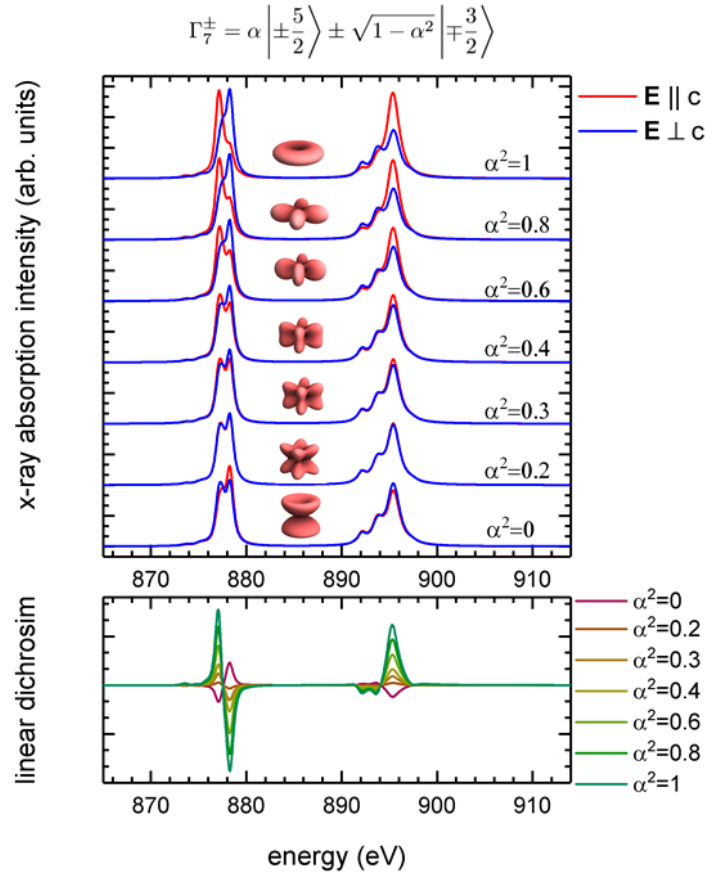 Γ₇± = α |±5/2⟩ ± √(1 − α²) |∓3/2⟩
x-ray absorption intensity (arb. units)
E || c
E ⊥ c
α²=1
α²=0.8
α²=0.6
α²=0.4
α²=0.3
α²=0.2
α²=0
870 880 890 900 910
linear dichrosim
α²=0
α²=0.2
α²=0.3
α²=0.4
α²=0.6
α²=0.8
α²=1
870 880 890 900 910
energy (eV)